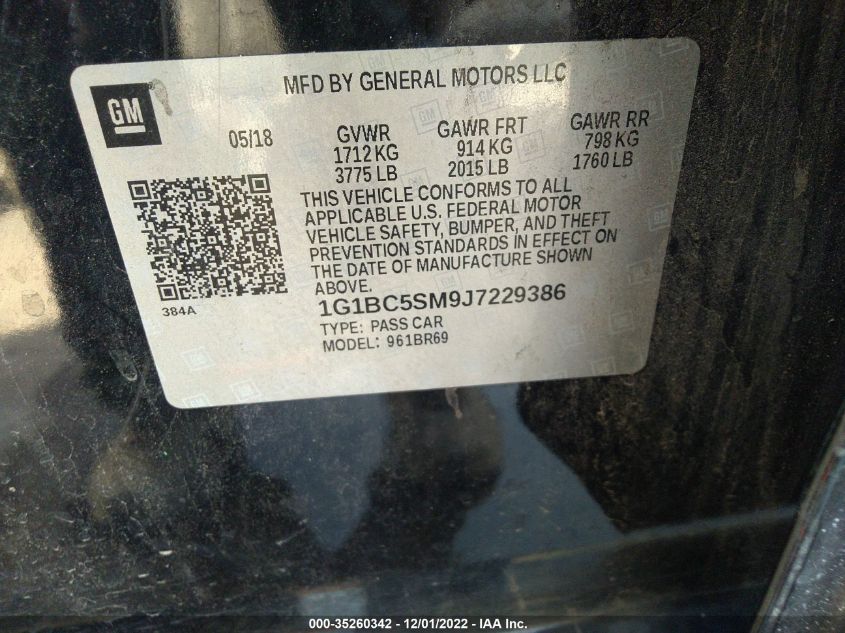 MFD BY GENERAL MOTORS LLC
GM
05/18
GVWR
1712 KG
3775 LB
GAWR FRT
914 KG
2015 LB
GAWR RR
798 KG
1760 LB
THIS VEHICLE CONFORMS TO ALL
APPLICABLE U.S. FEDERAL MOTOR
VEHICLE SAFETY, BUMPER, AND THEFT
PREVENTION STANDARDS IN EFFECT ON
THE DATE OF MANUFACTURE SHOWN
ABOVE.
384A
1G1BC5SM9J7229386
TYPE: PASS CAR
MODEL: 961BR69
000-35260342 - 12/01/2022 - IAA Inc.